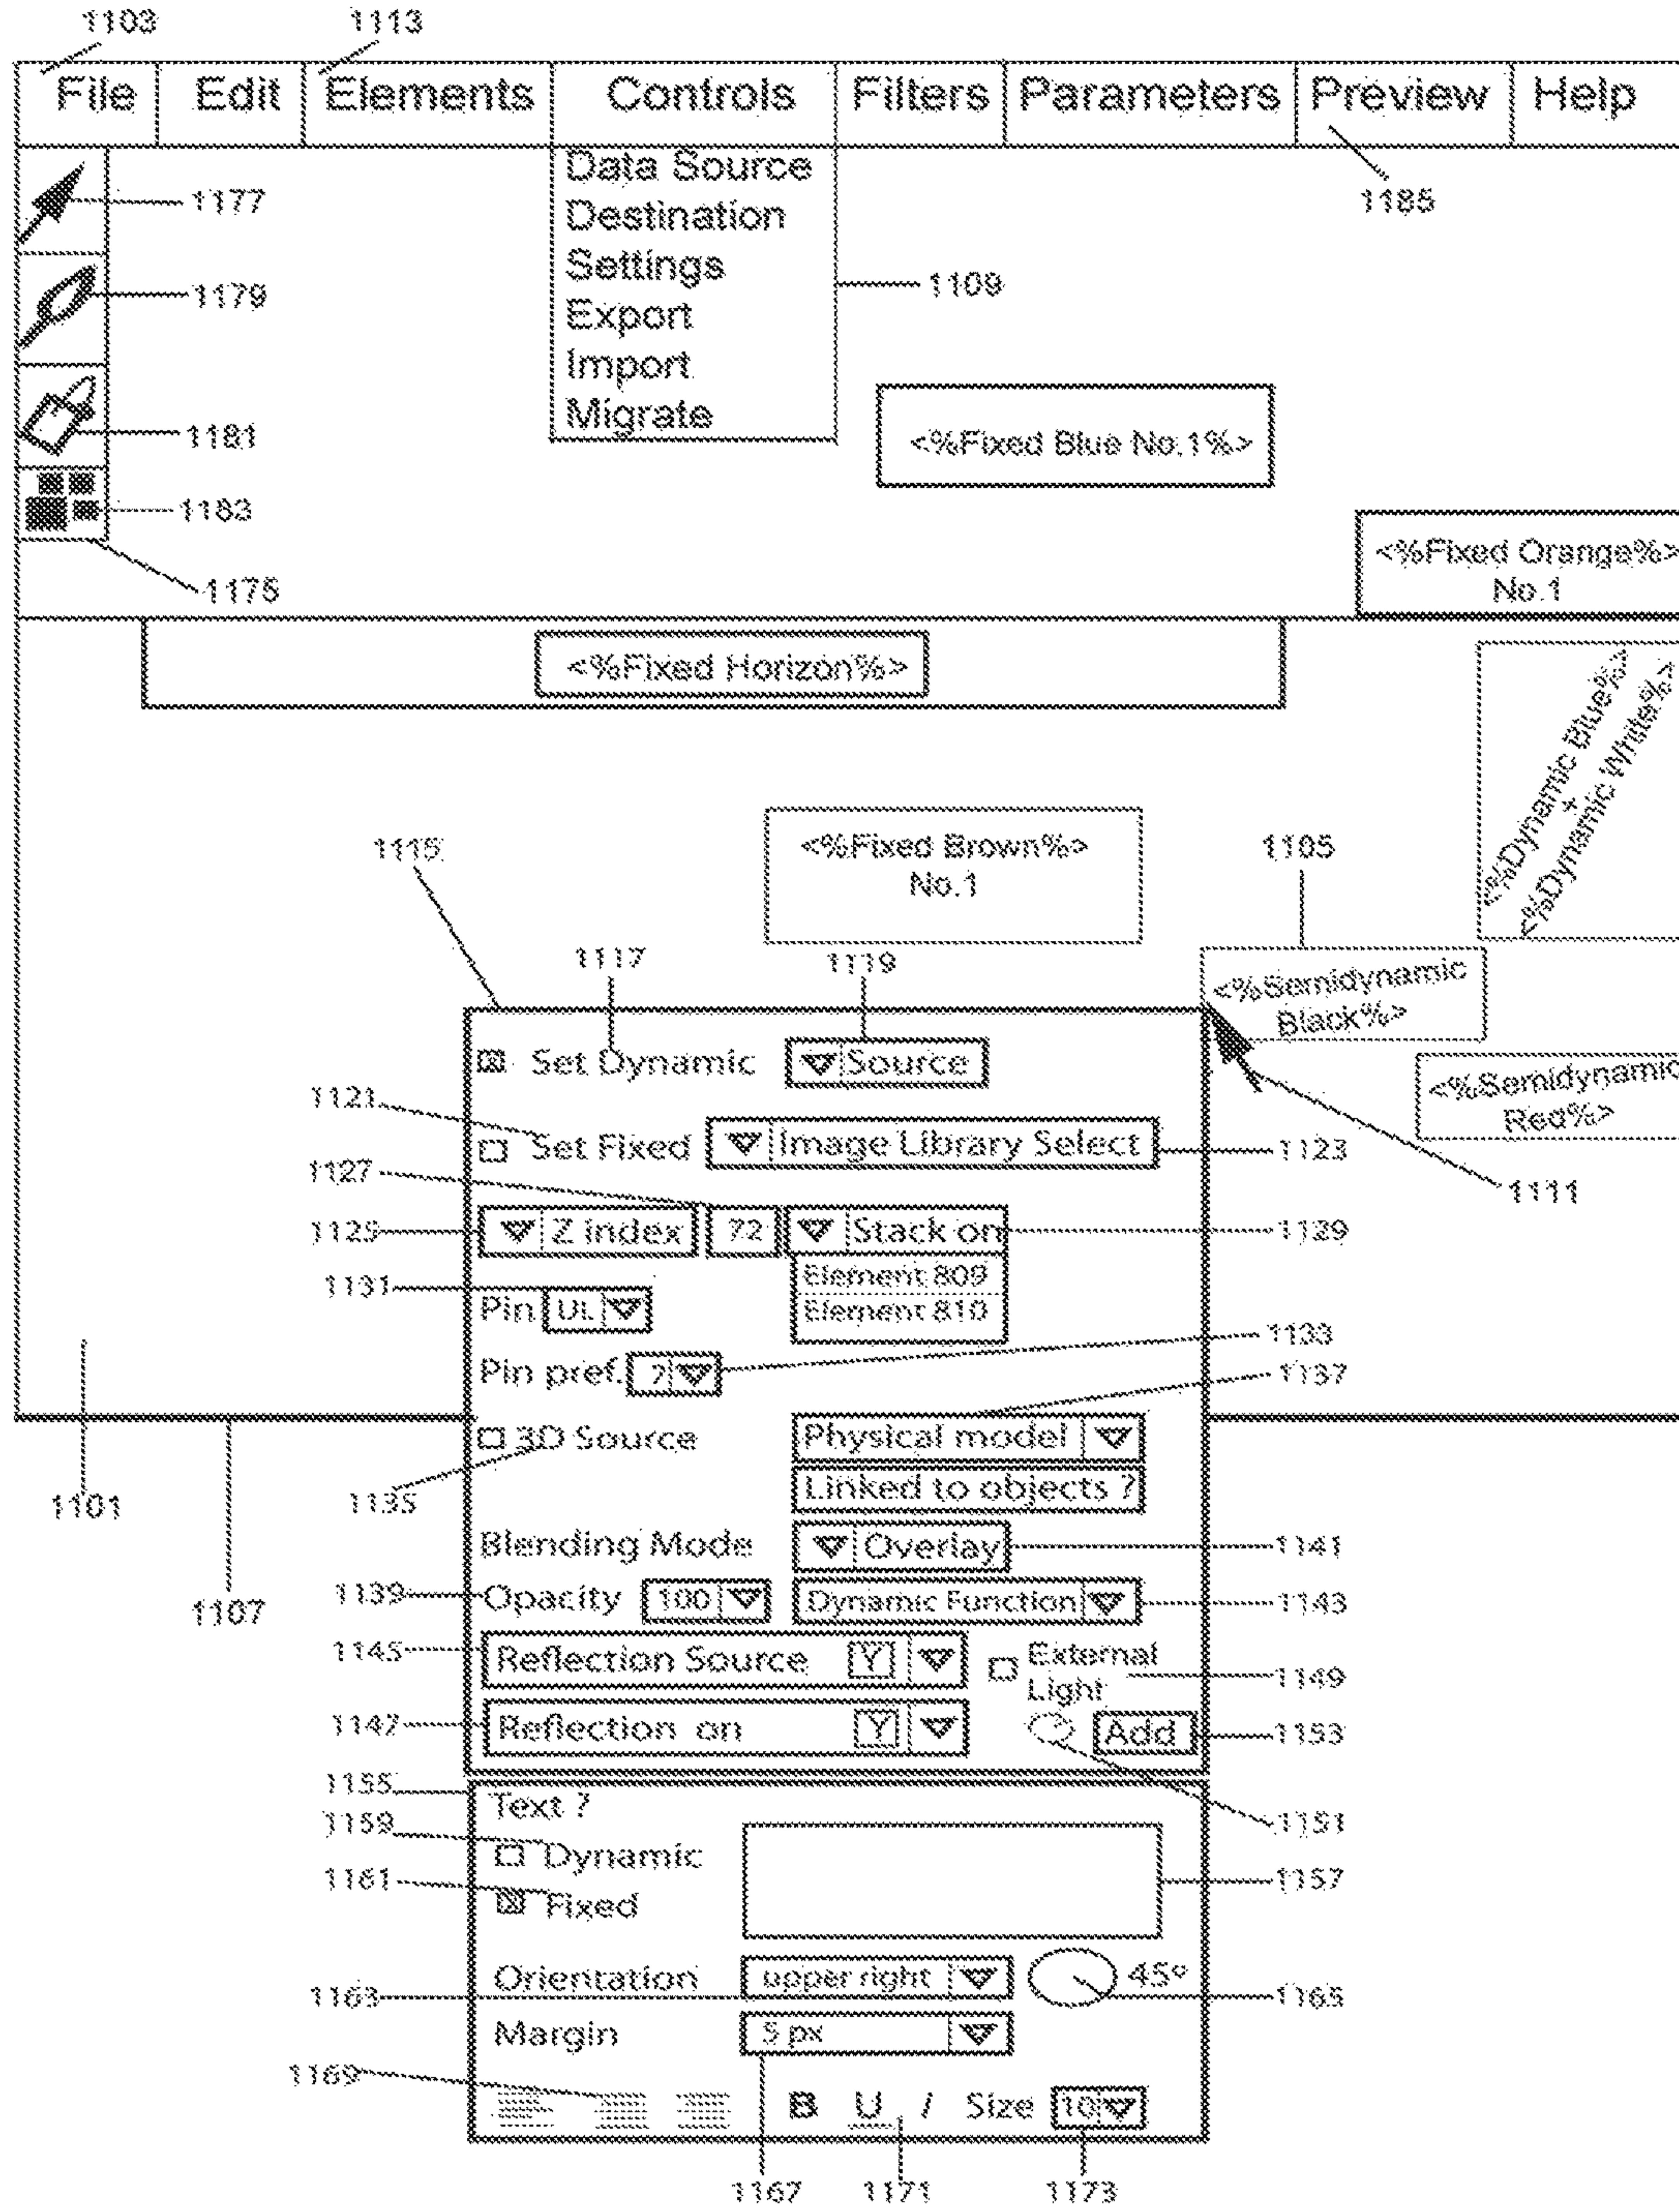 1103 1113
File Edit Elements Controls Filters Parameters Preview Help
Data Source
Destination
Settings
Export
Import
Migrate
1177
1179
1181
1183
1175
1109
1185
<%Fixed Blue No.1%>
<%Fixed Orange%>
No.1
<%Fixed Horizon%>
<%Dynamic Blue%>
+
<%Dynamic White%>
<%Fixed Brown%>
No.1
1115
1105
1117
1119
<%Semidynamic
Black%>
<%Semidynamic
Red%>
1111
Set Dynamic Source
1121
Set Fixed Image Library Select 1123
1127
1125 Z index 72 Stack on 1129
Element 809
Element 810
1131 Pin UL
1133
Pin pref. ?
1137
3D Source Physical model
1135
Linked to objects ?
1101
1107
Blending Mode Overlay 1141
1139 Opacity 100 Dynamic Function 1143
1145 Reflection Source Y External
Light 1149
1147 Reflection on Y Add 1153
1155
Text ?
1151
1159
Dynamic
1161
Fixed
1157
Orientation upper right 45º
1163 1165
Margin 5 px
1169
B U I Size 10
1167 1171 1173